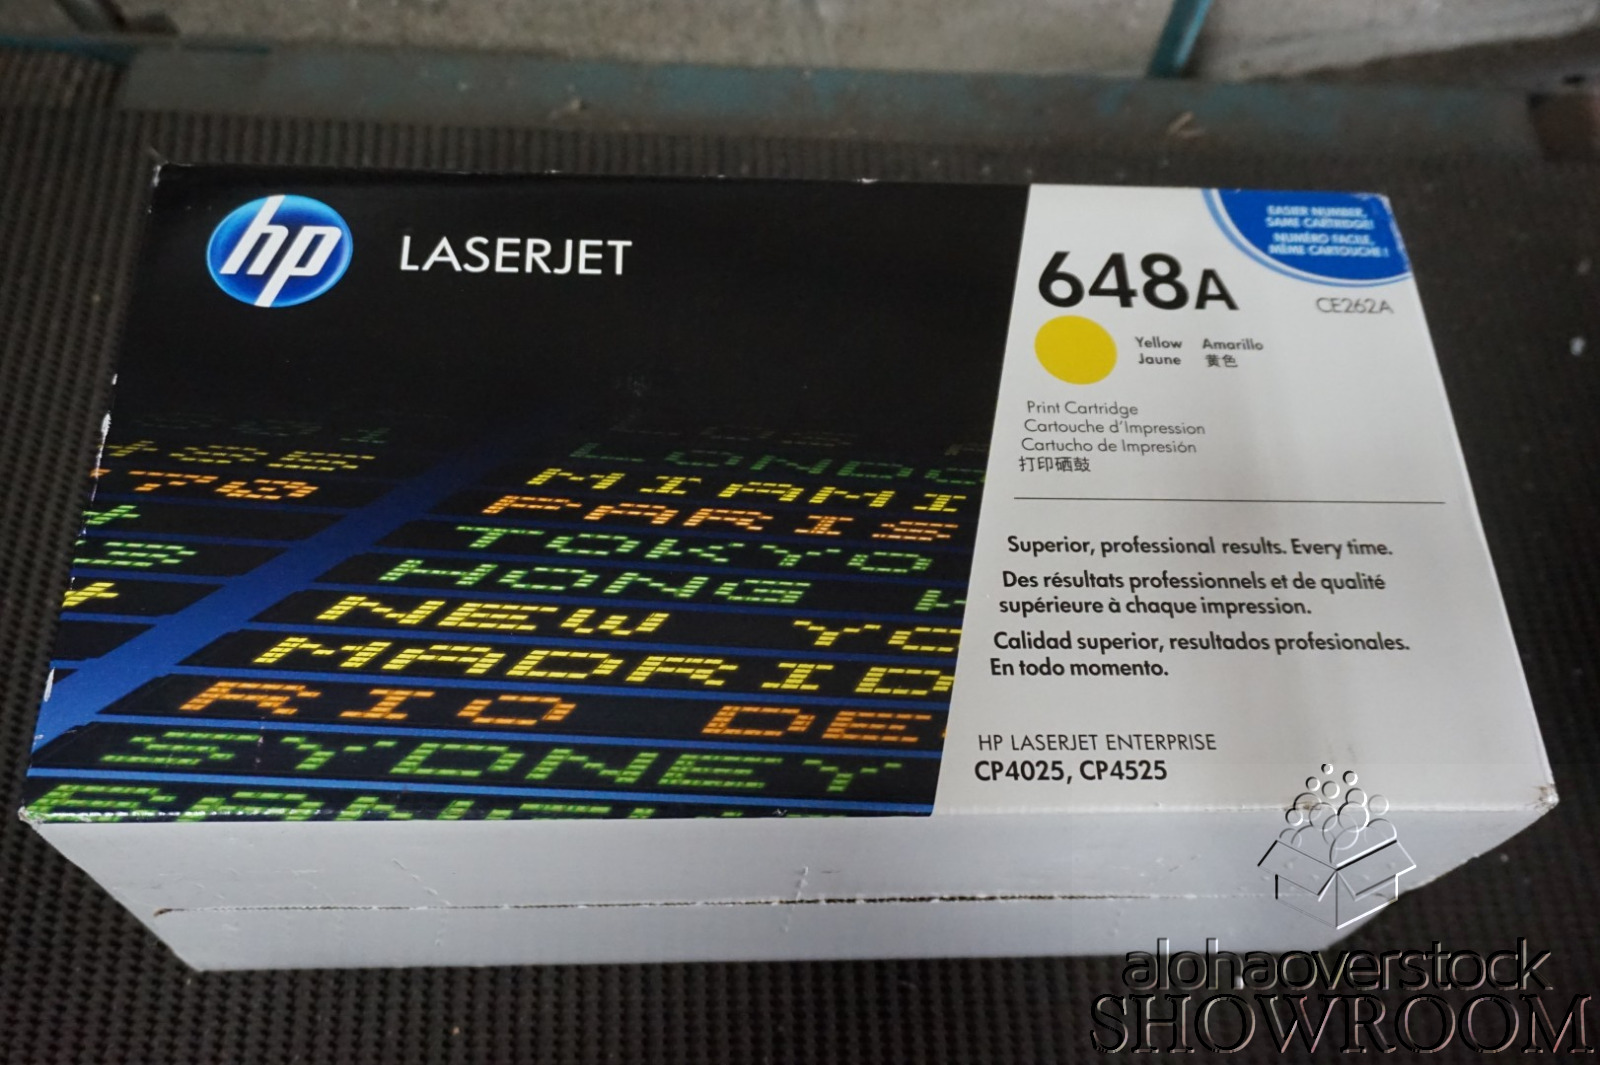 hp LASERJET
EASIER NUMBER.
SAME CARTRIDGE!
NUMÉRO FACILE.
MÊME CARTOUCHE!
648A
CE262A
Yellow Amarillo
Jaune 黄色
Print Cartridge
Cartouche d'Impression
Cartucho de Impresión
打印硒鼓
Superior, professional results. Every time.
Des résultats professionnels et de qualité
supérieure à chaque impression.
Calidad superior, resultados profesionales.
En todo momento.
HP LASERJET ENTERPRISE
CP4025, CP4525
LONDO
MIAMI
PARIS
TOKYO
HONG K
NEW YO
MADRID
RIO DE
SYDNEY
alohaoverstock
SHOWROOM